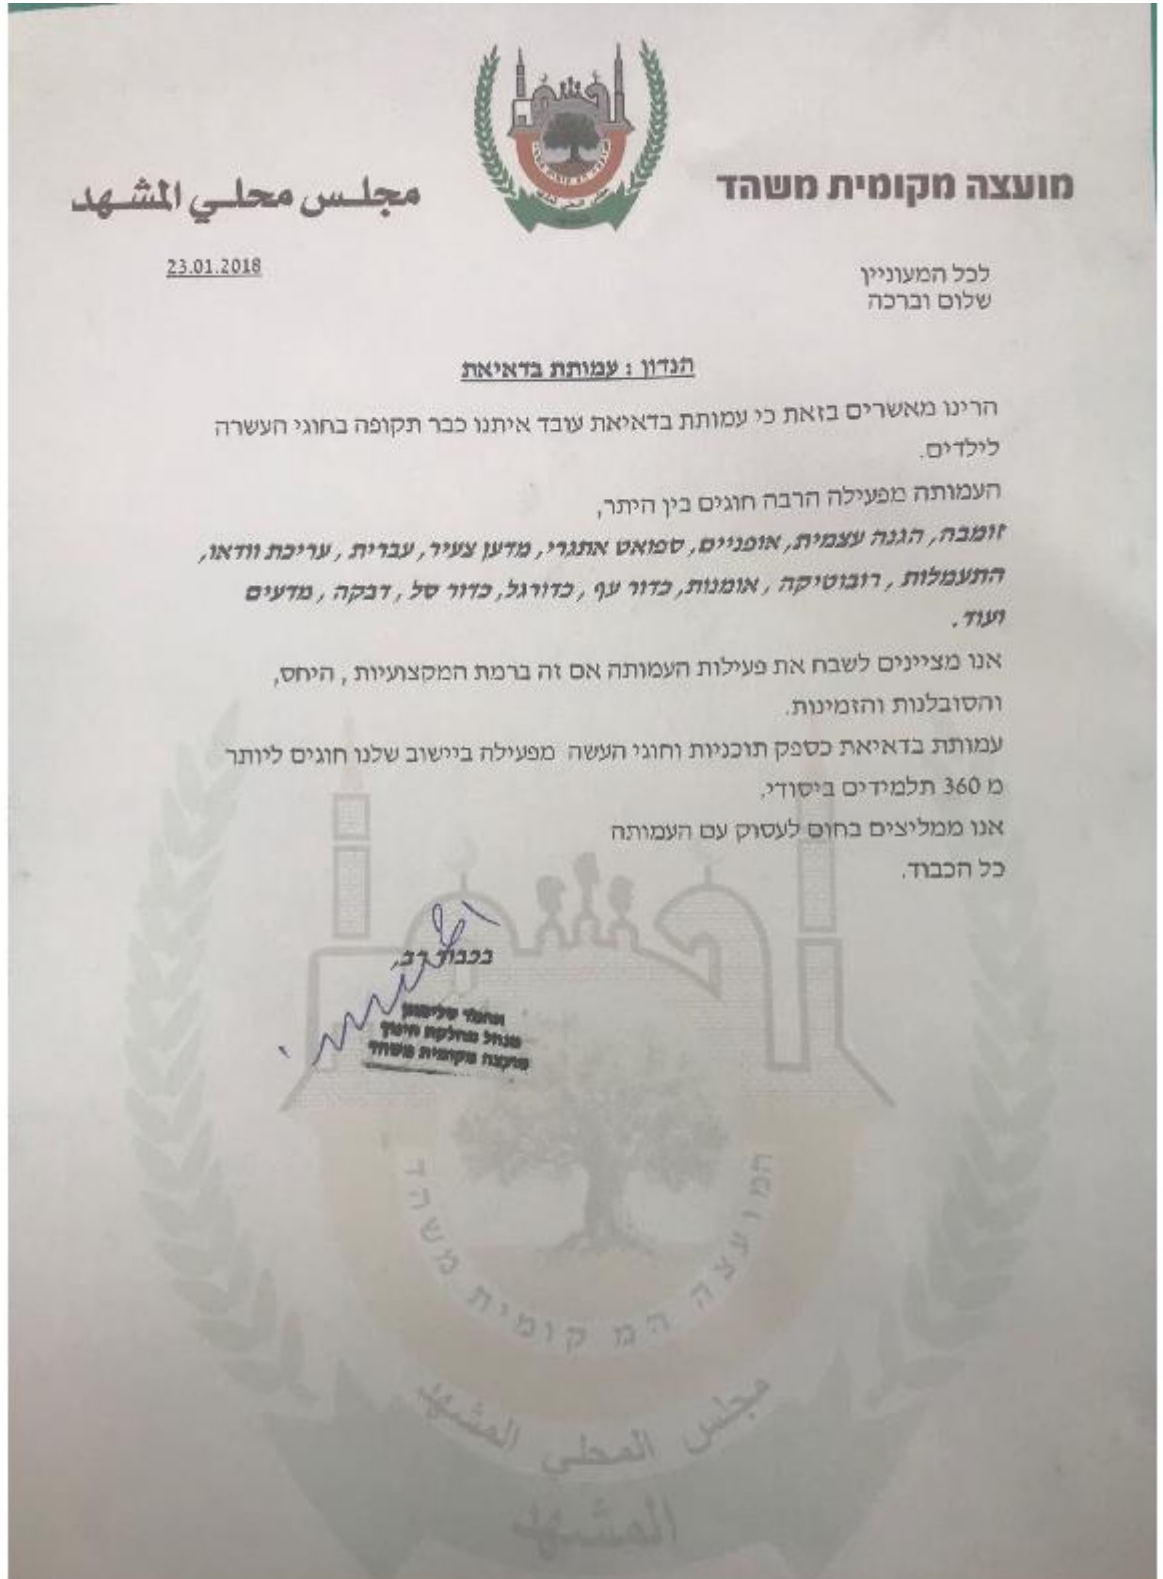 מועצה מקומית משהד
مجلس محلي المشهد
23.01.2018
לכל המעוניין
שלום וברכה
הנדון : עמותת בדאיאת
הרינו מאשרים בזאת כי עמותת בדאיאת עובד איתנו כבר תקופה בחוגי העשרה
לילדים.
העמותה מפעילה הרבה חוגים בין היתר,
זומבה, הגנה עצמית, אופניים, ספואט אתגרי, מדען צעיר, עברית, עריכת וודאו,
התעמלות, רובוטיקה, אומנות, כדור עף, כדורגל, כדור סל, דבקה, מדעים
ועוד.
אנו מציינים לשבח את פעילות העמותה אם זה ברמת המקצועיות, היחס,
והסובלנות והזמינות.
עמותת בדאיאת כספק תוכניות וחוגי העשה מפעילה ביישוב שלנו חוגים ליותר
מ 360 תלמידים ביסודי.
אנו ממליצים בחום לעסוק עם העמותה
כל הכבוד.
בכבוד רב,
מנהל מחלקת חינוך
מועצה מקומית משהד
המועצה המקומית משהד
مجلس المحلي المشهد
المشهد